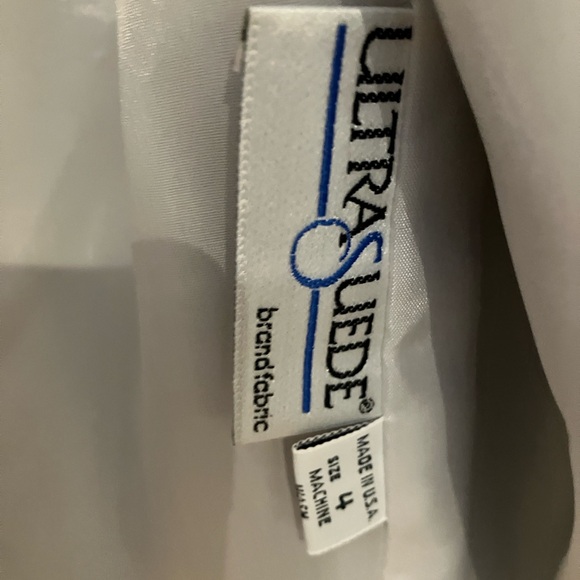 ULTRASUEDE®
brand fabric
MADE IN U.S.A.
SIZE 4
MACHINE